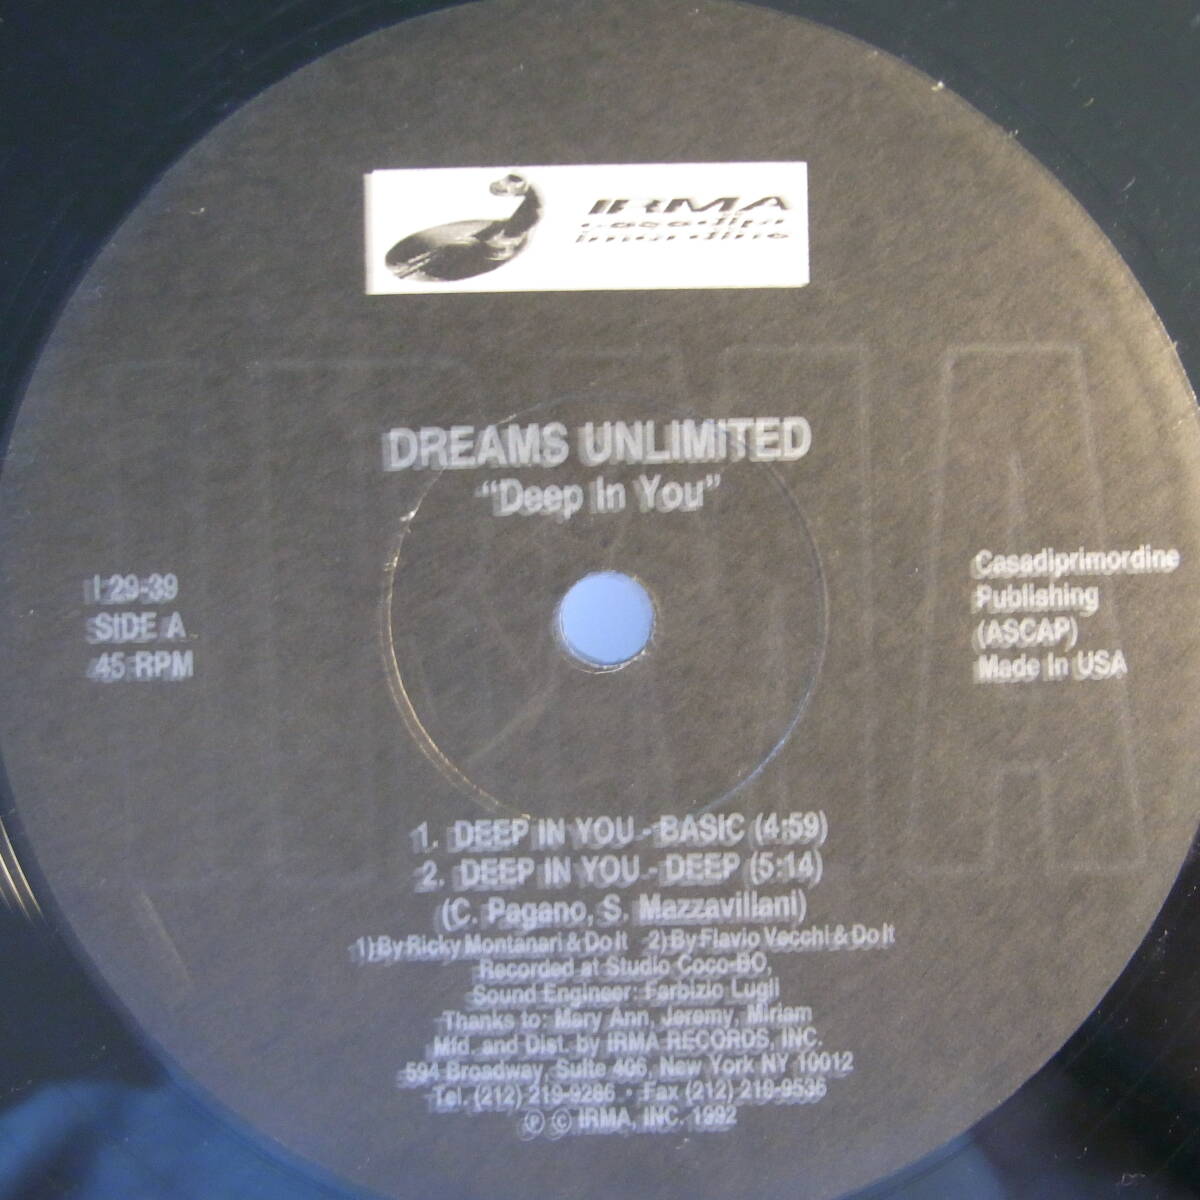 IRMA
casadipr
imordine
DREAMS UNLIMITED
"Deep In You"
I 29-39
SIDE A
45 RPM
Casadiprimordine
Publishing
(ASCAP)
Made In USA
1. DEEP IN YOU - BASIC (4:59)
2. DEEP IN YOU - DEEP (5:14)
(C. Pagano, S. Mazzavillani)
1) By Ricky Montanari & Do It 2) By Flavio Vecchi & Do It
Recorded at Studio Coco-BO,
Sound Engineer: Farbizio Lugli
Thanks to: Mary Ann, Jeremy, Miriam
Mfd. and Dist. by IRMA RECORDS, INC.
594 Broadway, Suite 406, New York NY 10012
Tel. (212) 219-9286 • Fax (212) 219-9536
℗ © IRMA, INC. 1992
IRMA